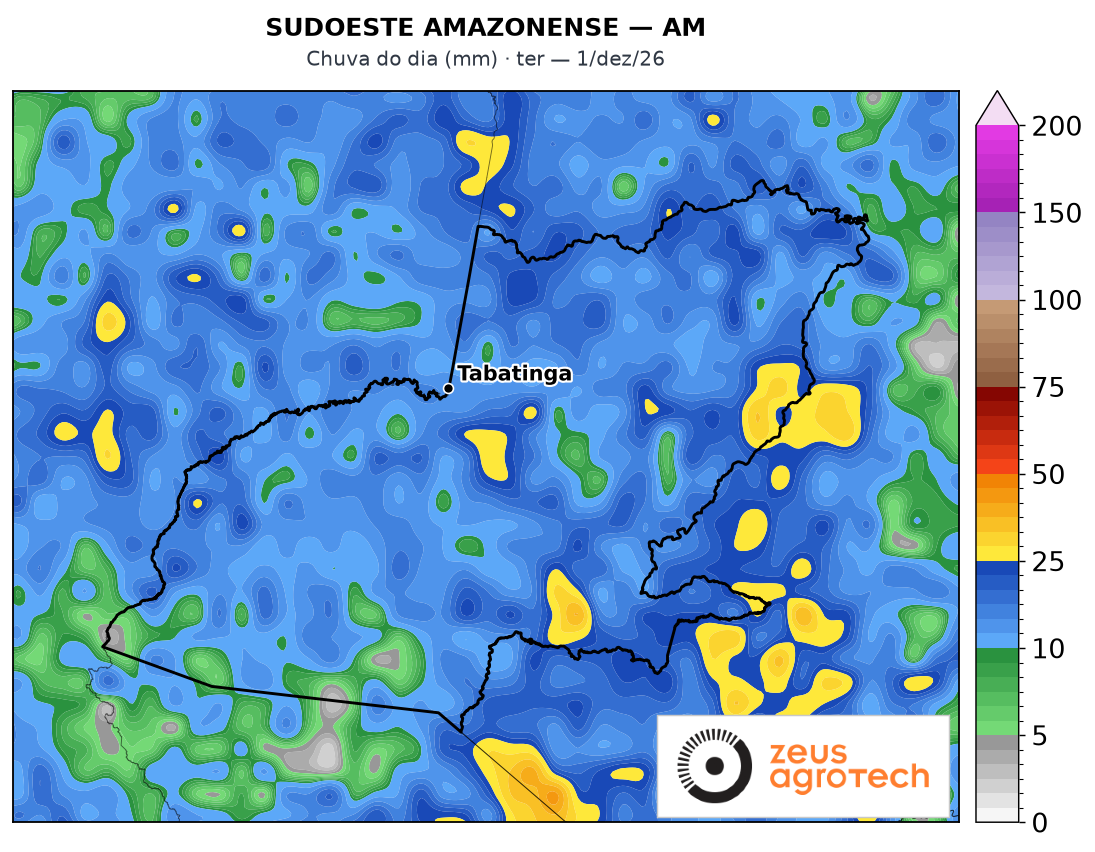 SUDOESTE AMAZONENSE — AM
Chuva do dia (mm) · ter — 1/dez/26
Tabatinga
200
150
100
75
50
25
10
5
0
zeus
agrotech